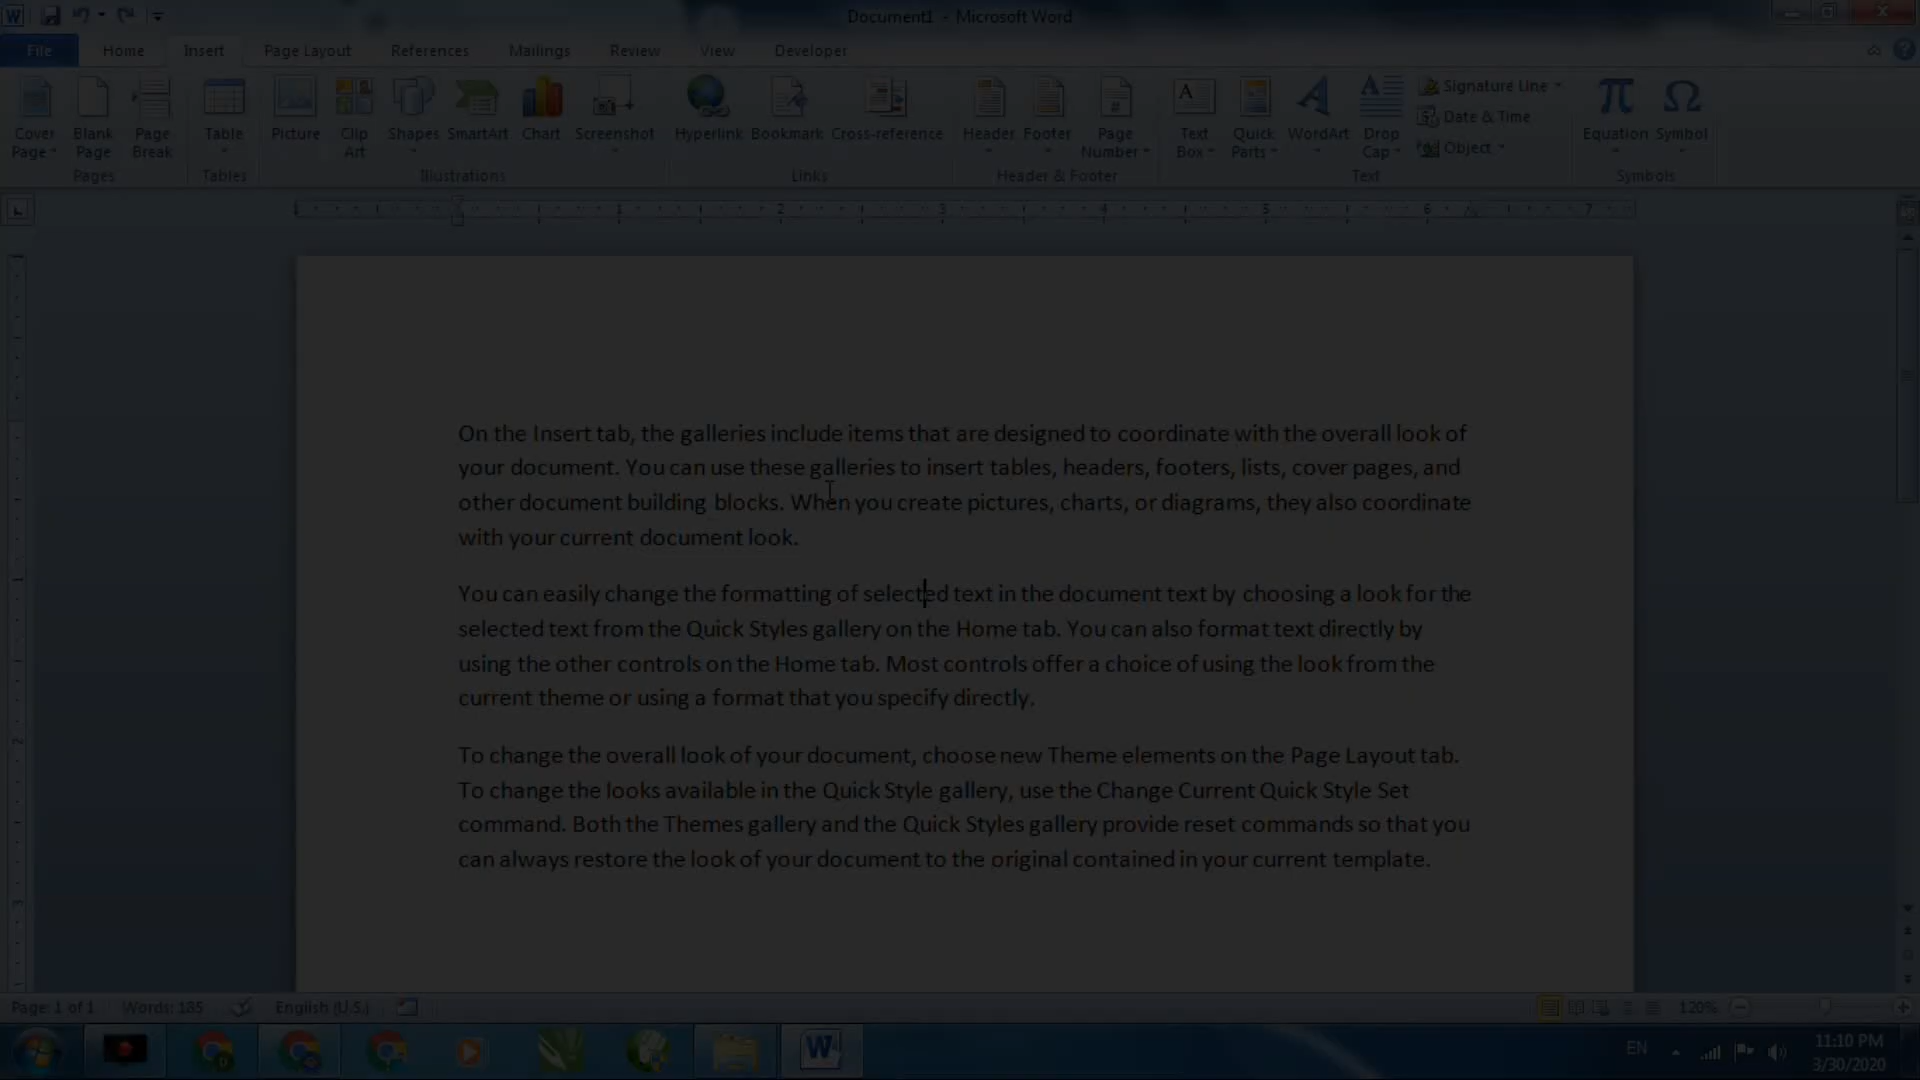 Document1 - Microsoft Word
File Home Insert Page Layout References Mailings Review View Developer
Cover Page
Blank Page
Page Break
Table
Picture
Clip Art
Shapes
SmartArt
Chart
Screenshot
Hyperlink
Bookmark
Cross-reference
Header
Footer
Page Number
Text Box
Quick Parts
WordArt
Drop Cap
Signature Line
Date & Time
Object
Equation
Symbol
Pages Tables Illustrations Links Header & Footer Text Symbols
1 2 3 4 5 6 7
On the Insert tab, the galleries include items that are designed to coordinate with the overall look of
your document. You can use these galleries to insert tables, headers, footers, lists, cover pages, and
other document building blocks. When you create pictures, charts, or diagrams, they also coordinate
with your current document look.
You can easily change the formatting of selected text in the document text by choosing a look for the
selected text from the Quick Styles gallery on the Home tab. You can also format text directly by
using the other controls on the Home tab. Most controls offer a choice of using the look from the
current theme or using a format that you specify directly.
To change the overall look of your document, choose new Theme elements on the Page Layout tab.
To change the looks available in the Quick Style gallery, use the Change Current Quick Style Set
command. Both the Themes gallery and the Quick Styles gallery provide reset commands so that you
can always restore the look of your document to the original contained in your current template.
1
2
3
Page: 1 of 1 Words: 185 English (U.S.) 120%
EN 11:10 PM
3/30/2020